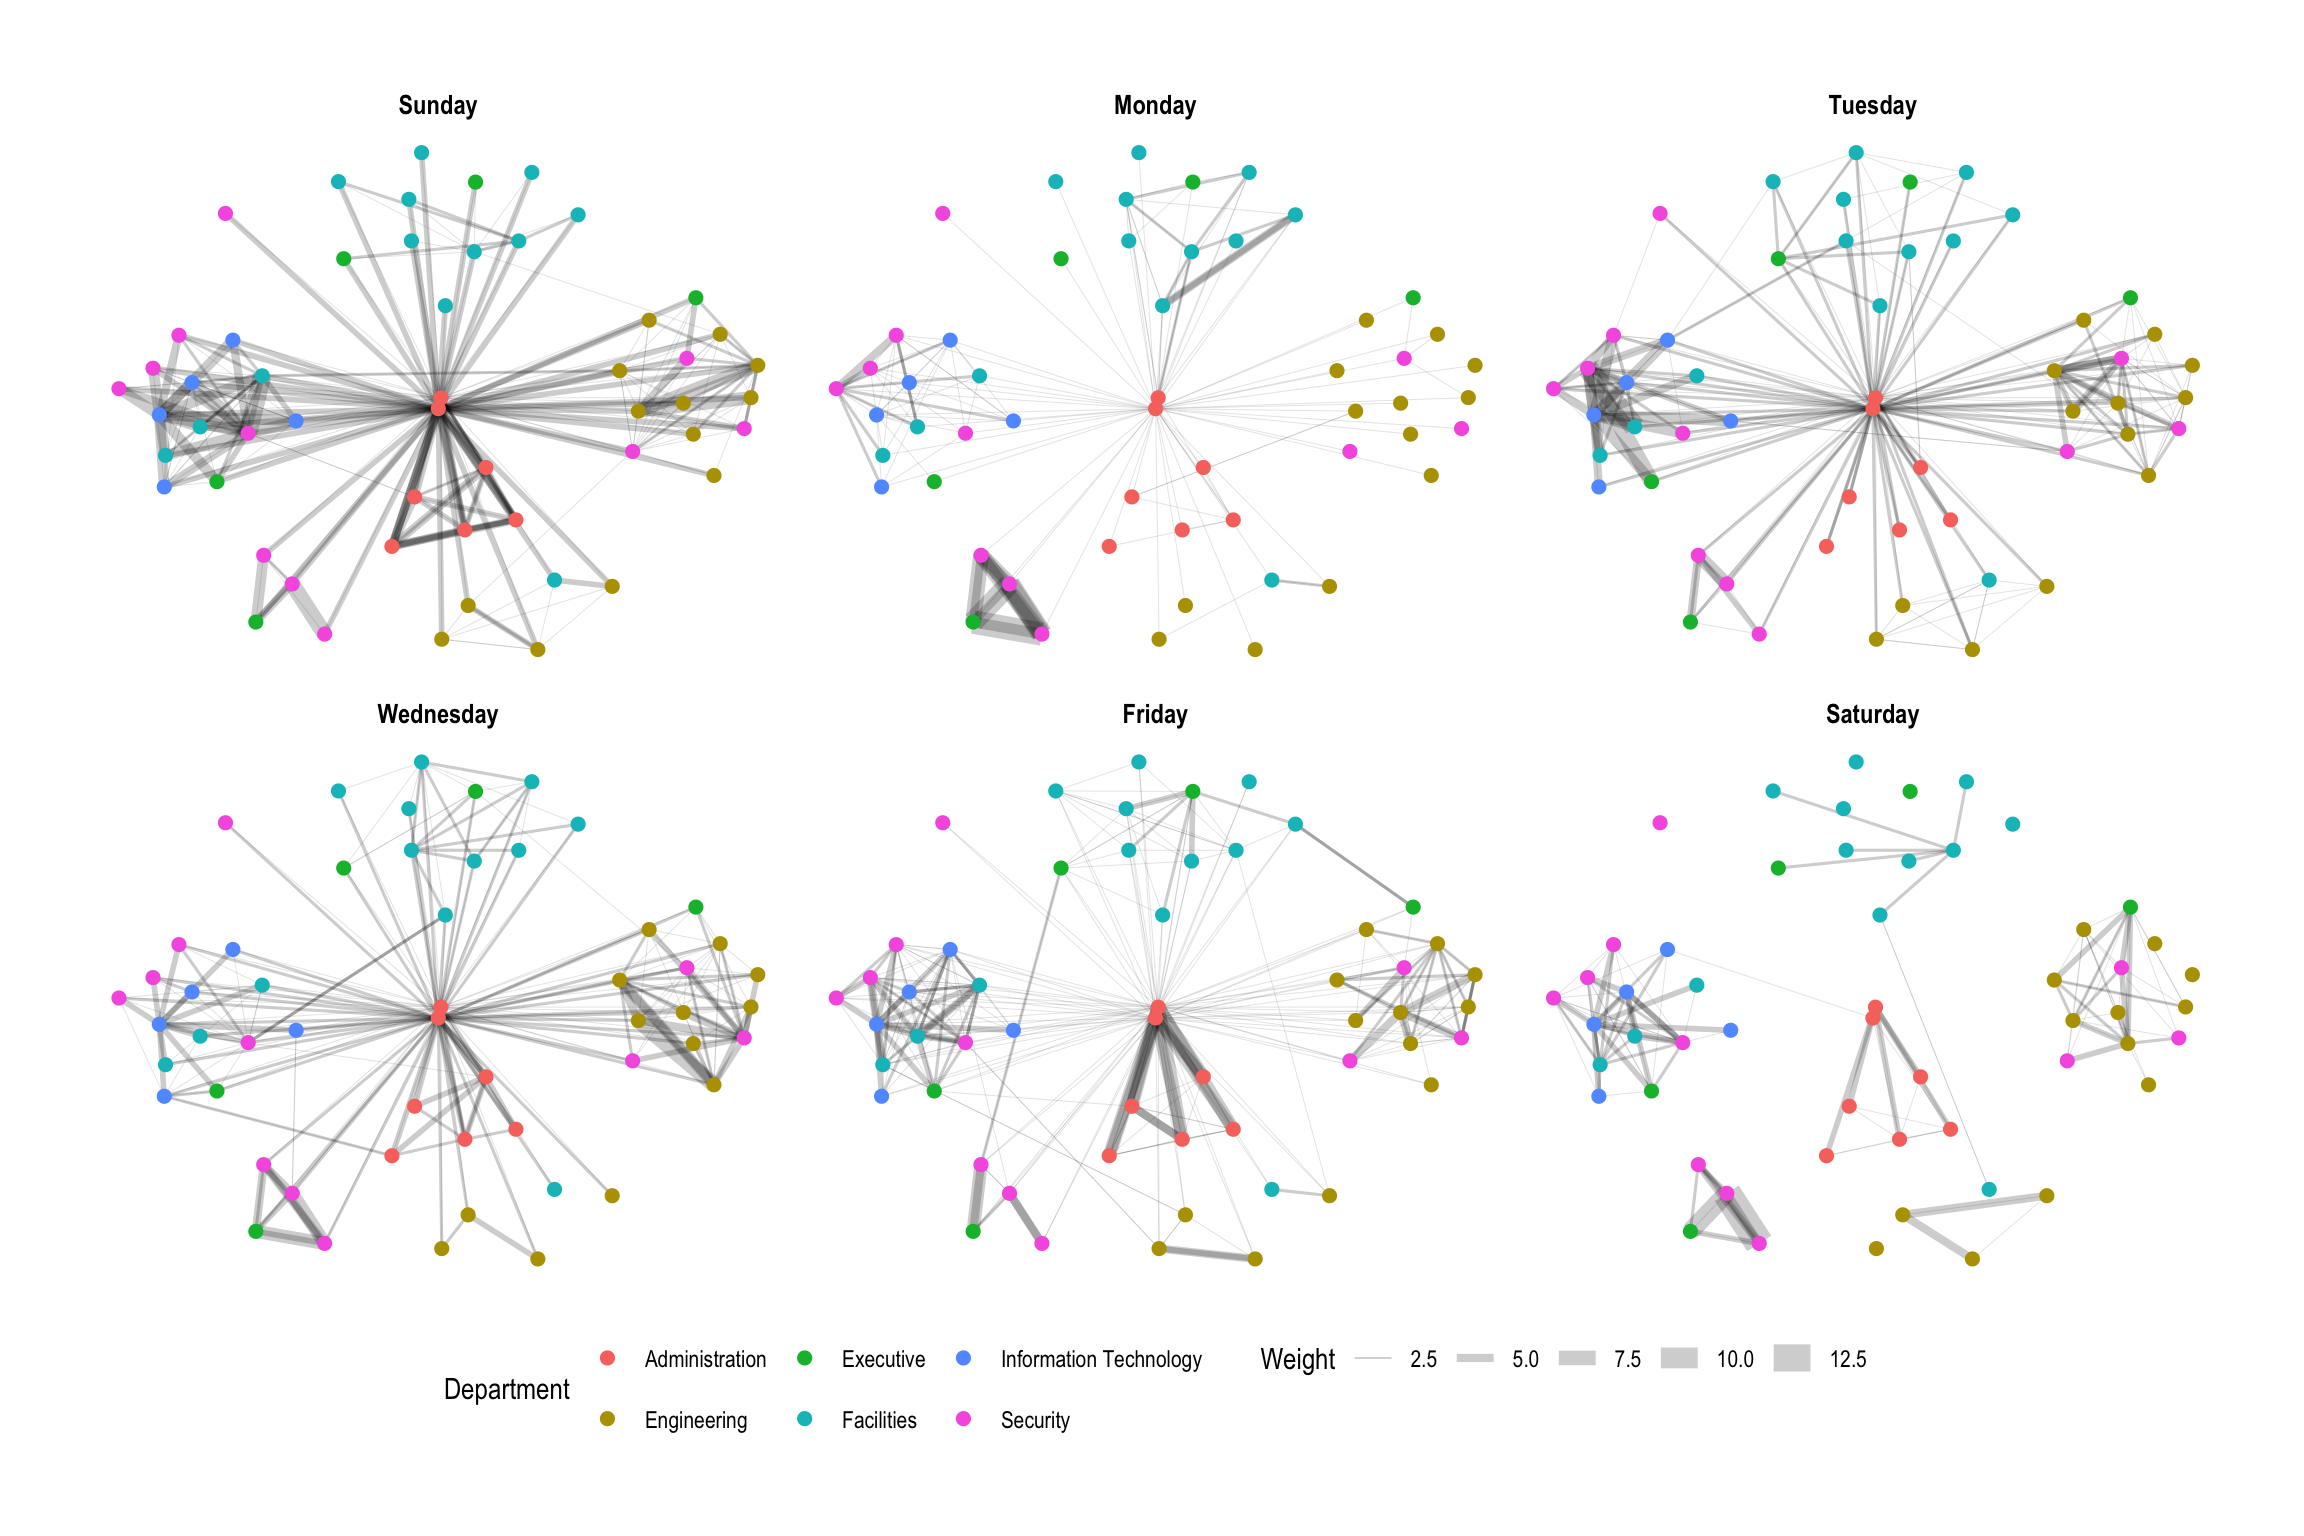 Sunday
Monday
Tuesday
Wednesday
Friday
Saturday
Department
Administration
Executive
Information Technology
Engineering
Facilities
Security
Weight
2.5
5.0
7.5
10.0
12.5